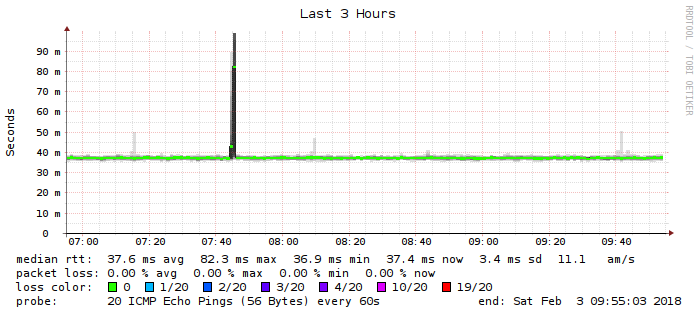 Last 3 Hours
RRDTOOL / TOBI OETIKER
Seconds
90 m
80 m
70 m
60 m
50 m
40 m
30 m
20 m
10 m
0
07:00 07:20 07:40 08:00 08:20 08:40 09:00 09:20 09:40
median rtt: 37.6 ms avg 82.3 ms max 36.9 ms min 37.4 ms now 3.4 ms sd 11.1 am/s
packet loss: 0.00 % avg 0.00 % max 0.00 % min 0.00 % now
loss color: 0 1/20 2/20 3/20 4/20 10/20 19/20
probe: 20 ICMP Echo Pings (56 Bytes) every 60s end: Sat Feb 3 09:55:03 2018